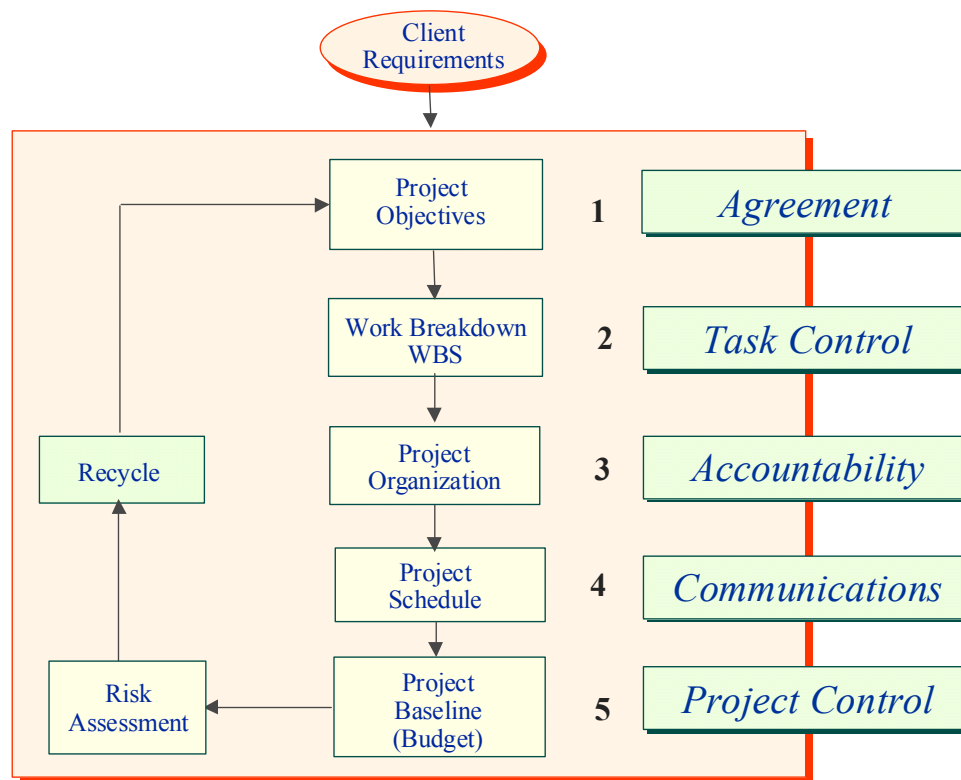 Client
Requirements
Project
Objectives
1
Agreement
Work Breakdown
WBS
2
Task Control
Recycle
Project
Organization
3
Accountability
Project
Schedule
4
Communications
Risk
Assessment
Project
Baseline
(Budget)
5
Project Control